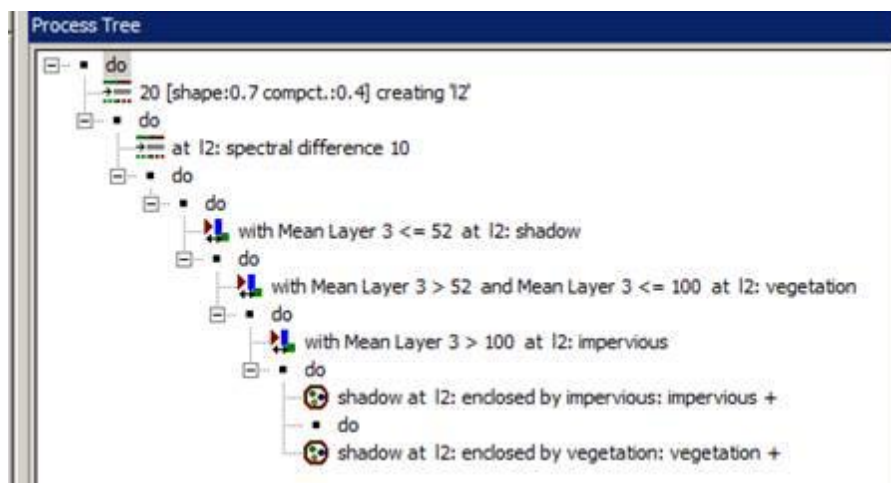 Process Tree
do
20 [shape:0.7 compct.:0.4] creating 'l2'
do
at l2: spectral difference 10
do
do
with Mean Layer 3 <= 52 at l2: shadow
do
with Mean Layer 3 > 52 and Mean Layer 3 <= 100 at l2: vegetation
do
with Mean Layer 3 > 100 at l2: impervious
do
shadow at l2: enclosed by impervious: impervious +
do
shadow at l2: enclosed by vegetation: vegetation +